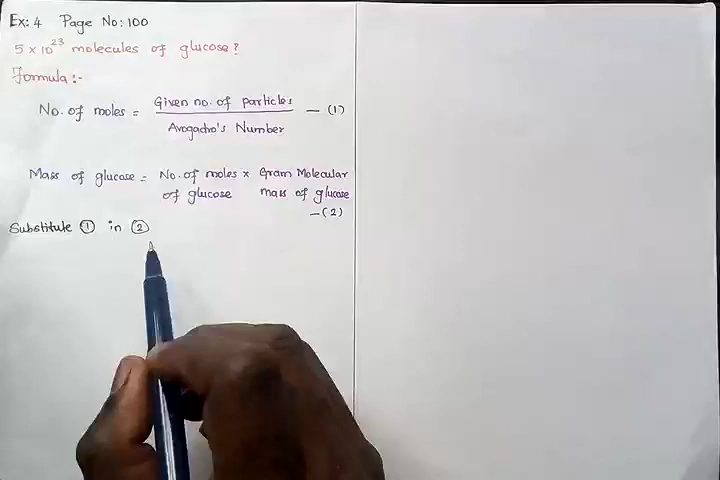 Ex: 4 Page No: 100
5 × 10²³ molecules of glucose?
Formula:-
No. of moles = Given no. of particles / Avogadro's Number — (1)
Mass of glucose = No. of moles × Gram Molecular
of glucose mass of glucose
— (2)
Substitute ① in ②